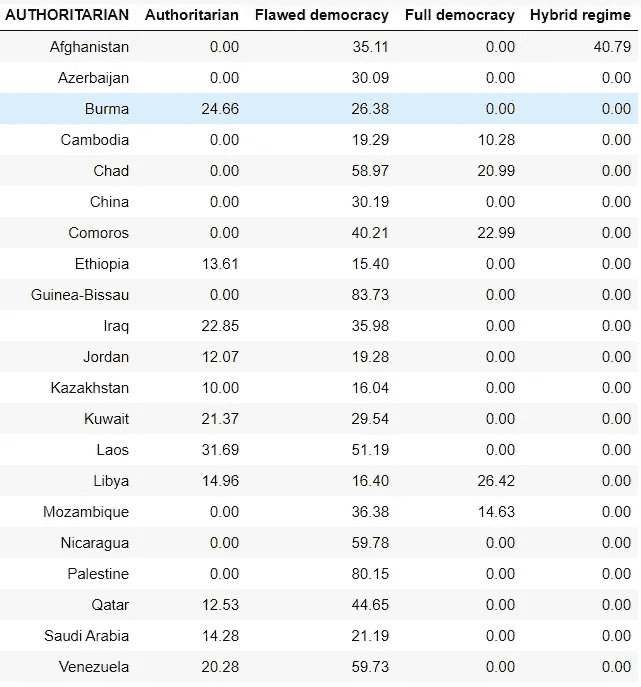 AUTHORITARIAN Authoritarian Flawed democracy Full democracy Hybrid regime
Afghanistan 0.00 35.11 0.00 40.79
Azerbaijan 0.00 30.09 0.00 0.00
Burma 24.66 26.38 0.00 0.00
Cambodia 0.00 19.29 10.28 0.00
Chad 0.00 58.97 20.99 0.00
China 0.00 30.19 0.00 0.00
Comoros 0.00 40.21 22.99 0.00
Ethiopia 13.61 15.40 0.00 0.00
Guinea-Bissau 0.00 83.73 0.00 0.00
Iraq 22.85 35.98 0.00 0.00
Jordan 12.07 19.28 0.00 0.00
Kazakhstan 10.00 16.04 0.00 0.00
Kuwait 21.37 29.54 0.00 0.00
Laos 31.69 51.19 0.00 0.00
Libya 14.96 16.40 26.42 0.00
Mozambique 0.00 36.38 14.63 0.00
Nicaragua 0.00 59.78 0.00 0.00
Palestine 0.00 80.15 0.00 0.00
Qatar 12.53 44.65 0.00 0.00
Saudi Arabia 14.28 21.19 0.00 0.00
Venezuela 20.28 59.73 0.00 0.00